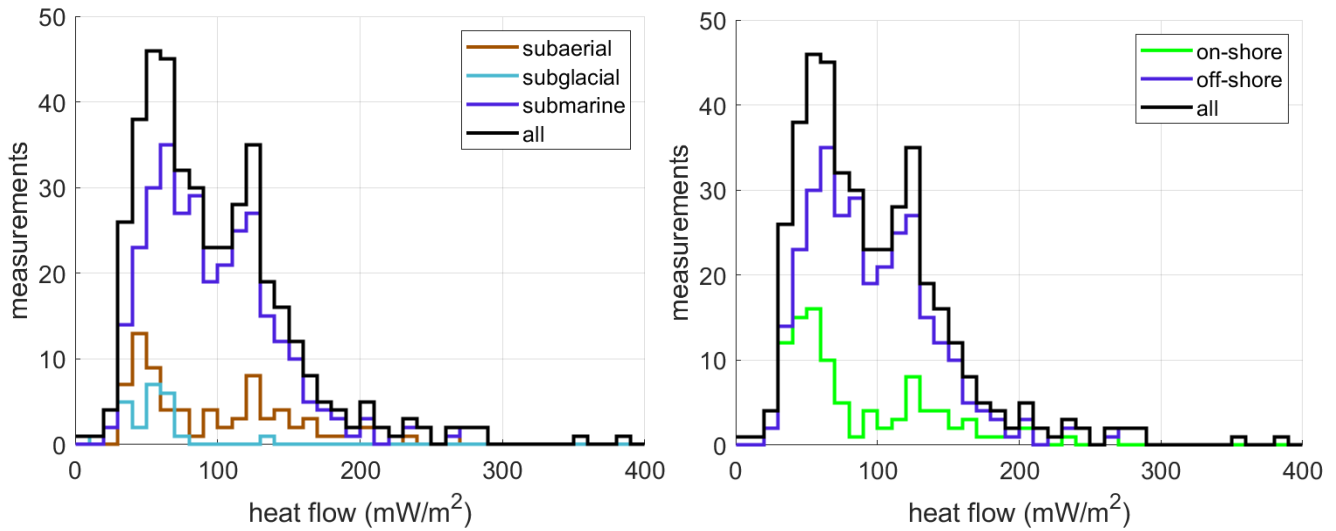 50
40
30
20
10
0
measurements
subaerial
subglacial
submarine
all
0
100
200
300
400
heat flow (mW/m²)
50
40
30
20
10
0
measurements
on-shore
off-shore
all
0
100
200
300
400
heat flow (mW/m²)